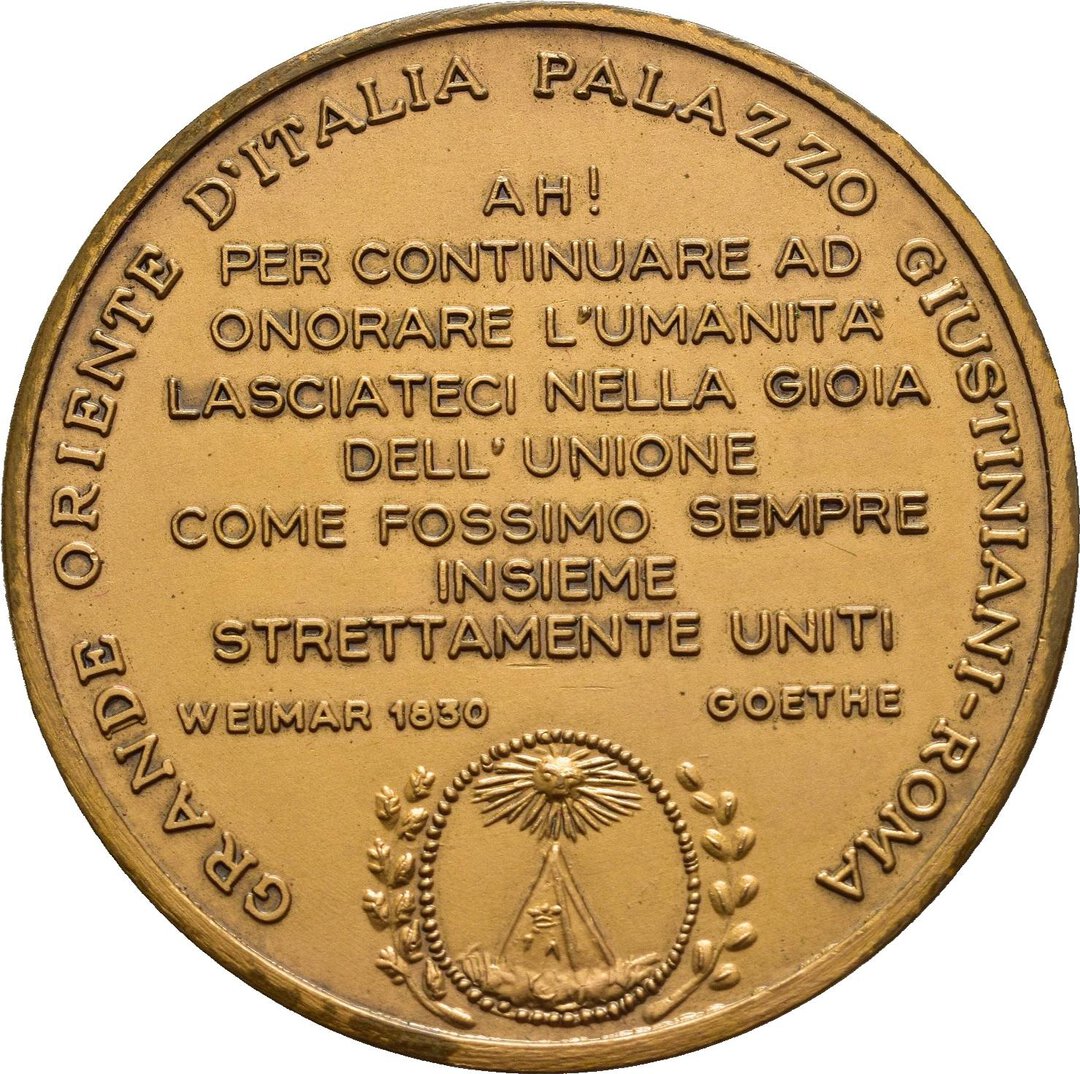 GRANDE ORIENTE D'ITALIA PALAZZO GIUSTINIANI-ROMA
AH!
PER CONTINUARE AD
ONORARE L'UMANITA'
LASCIATECI NELLA GIOIA
DELL'UNIONE
COME FOSSIMO SEMPRE
INSIEME
STRETTAMENTE UNITI
WEIMAR 1830 GOETHE